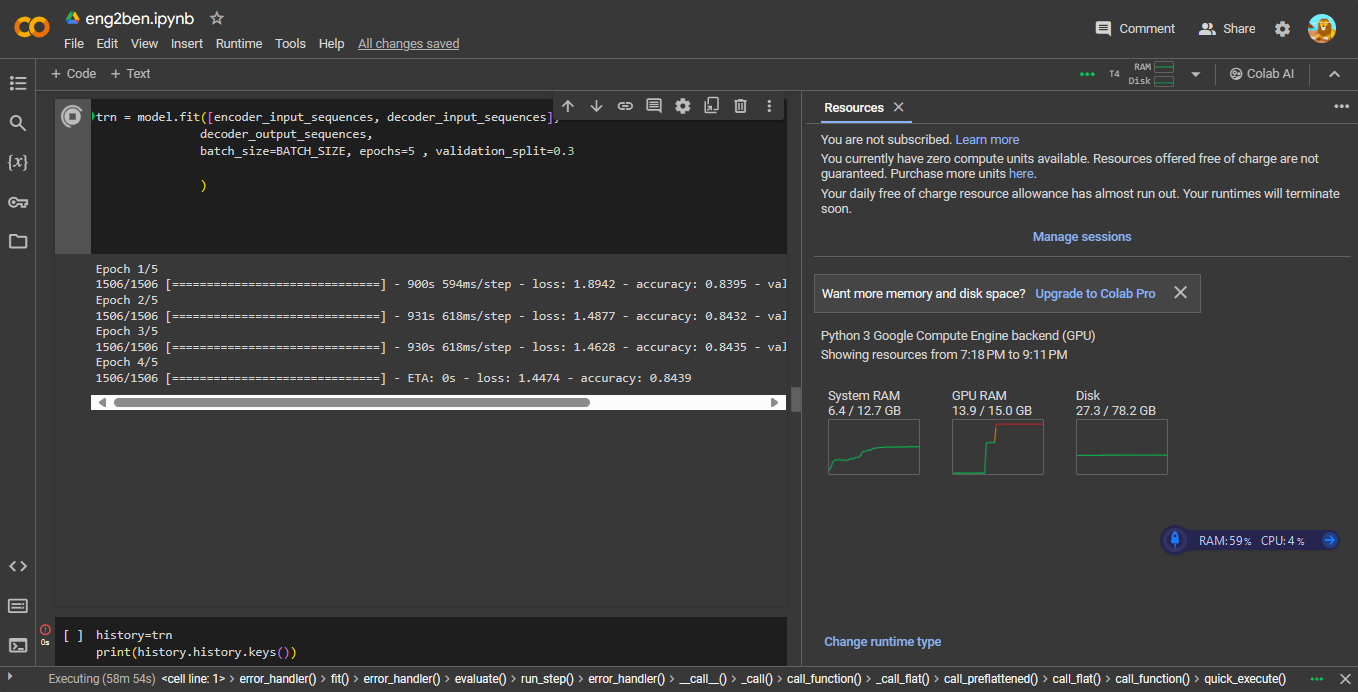 eng2ben.ipynb
File Edit View Insert Runtime Tools Help All changes saved
Comment Share
+ Code + Text
T4 RAM Disk Colab AI
trn = model.fit([encoder_input_sequences, decoder_input_sequences],
decoder_output_sequences,
batch_size=BATCH_SIZE, epochs=5 , validation_split=0.3
)
Epoch 1/5
1506/1506 [==============================] - 900s 594ms/step - loss: 1.8942 - accuracy: 0.8395 - val
Epoch 2/5
1506/1506 [==============================] - 931s 618ms/step - loss: 1.4877 - accuracy: 0.8432 - val
Epoch 3/5
1506/1506 [==============================] - 930s 618ms/step - loss: 1.4628 - accuracy: 0.8435 - val
Epoch 4/5
1506/1506 [==============================] - ETA: 0s - loss: 1.4474 - accuracy: 0.8439
0s
[ ] history=trn
print(history.history.keys())
Resources
You are not subscribed. Learn more
You currently have zero compute units available. Resources offered free of charge are not
guaranteed. Purchase more units here.
Your daily free of charge resource allowance has almost run out. Your runtimes will terminate
soon.
Manage sessions
Want more memory and disk space? Upgrade to Colab Pro
Python 3 Google Compute Engine backend (GPU)
Showing resources from 7:18 PM to 9:11 PM
System RAM
6.4 / 12.7 GB
GPU RAM
13.9 / 15.0 GB
Disk
27.3 / 78.2 GB
RAM:59% CPU:4%
Change runtime type
Executing (58m 54s) <cell line: 1> > error_handler() > fit() > error_handler() > evaluate() > run_step() > error_handler() > __call__() > _call() > call_function() > _call_flat() > call_preflattened() > call_flat() > call_function() > quick_execute()